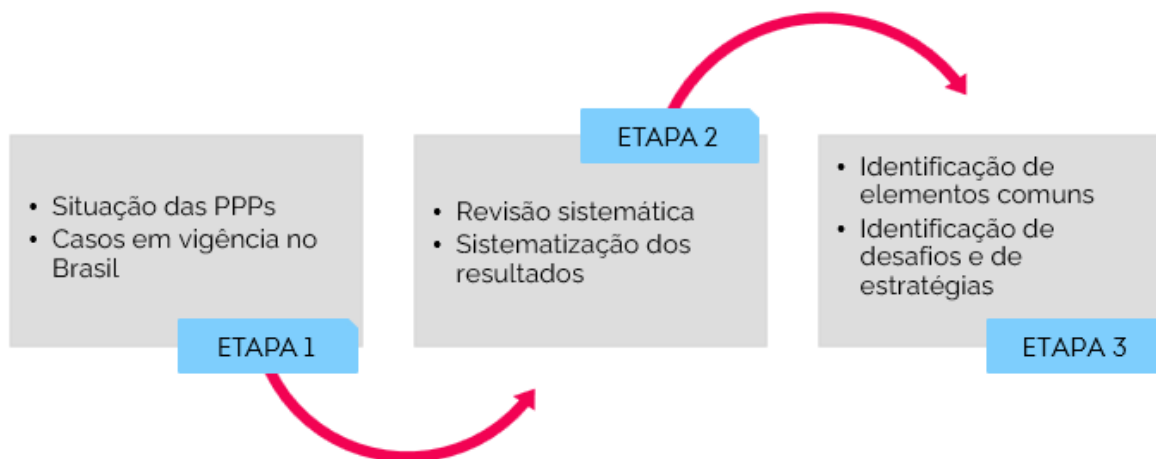 • Situação das PPPs
• Casos em vigência no
Brasil
ETAPA 1
ETAPA 2
• Revisão sistemática
• Sistematização dos
resultados
• Identificação de
elementos comuns
• Identificação de
desafios e de
estratégias
ETAPA 3